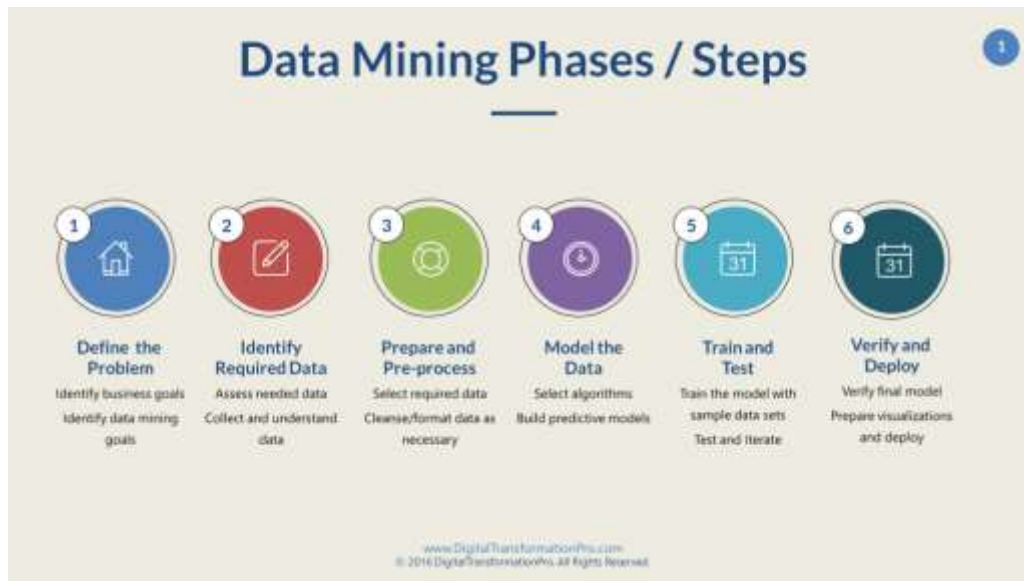 Data Mining Phases / Steps
1
1
2
3
4
5
6
31
31
Define the
Problem
Identify business goals
Identify data mining
goals
Identify
Required Data
Assess needed data
Collect and understand
data
Prepare and
Pre-process
Select required data
Cleanse/format data as
necessary
Model the
Data
Select algorithms
Build predictive models
Train and
Test
Train the model with
sample data sets
Test and Iterate
Verify and
Deploy
Verify final model
Prepare visualizations
and deploy
www.DigitalTransformationPro.com
© 2016 DigitalTransformationPro. All Rights Reserved